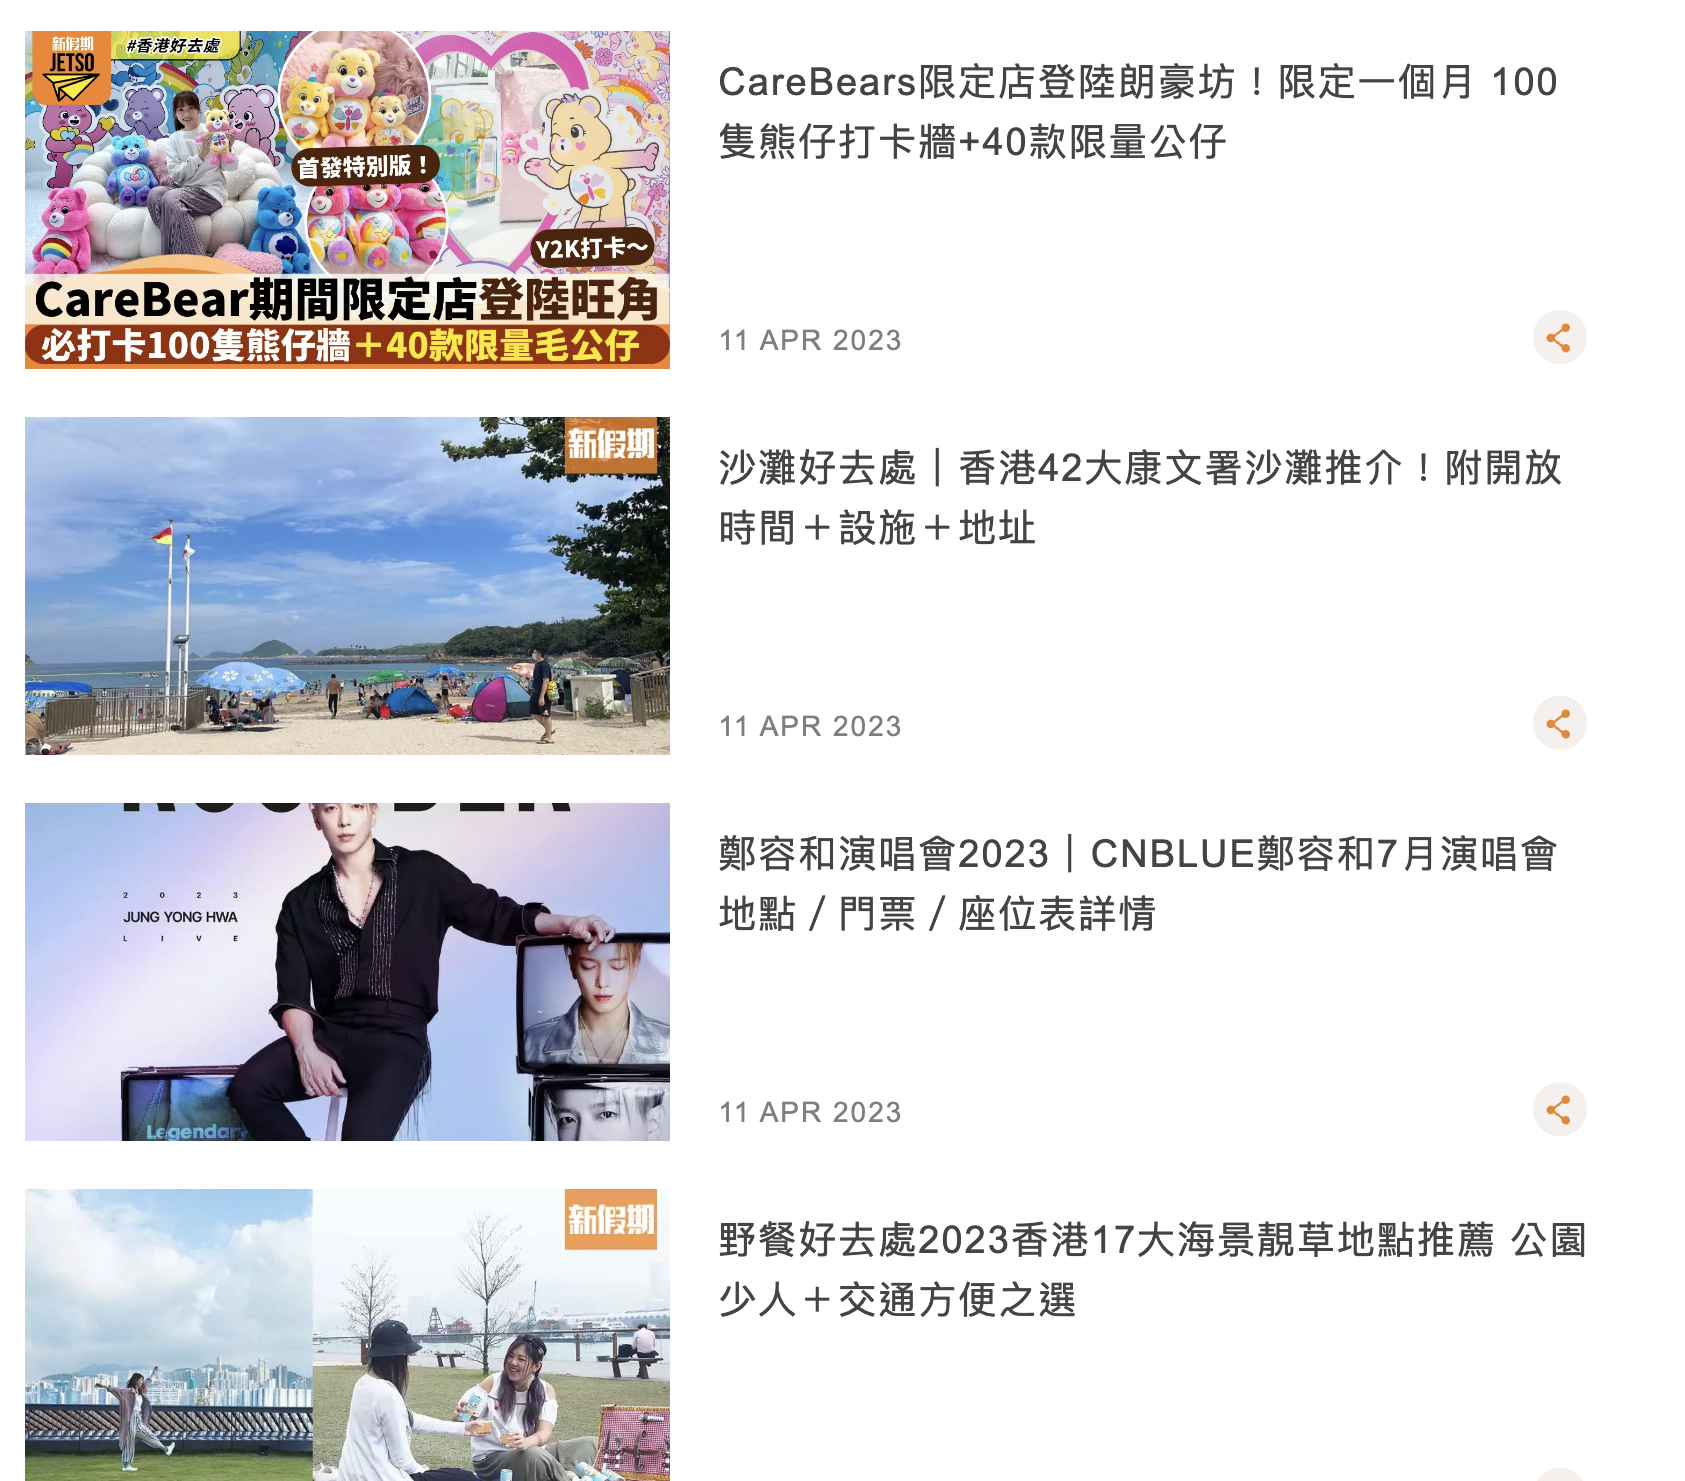 新假期
JETSO
#香港好去處
首發特別版！
Y2K打卡～
CareBear期間限定店登陸旺角
必打卡100隻熊仔牆＋40款限量毛公仔
CareBears限定店登陸朗豪坊！限定一個月 100
隻熊仔打卡牆+40款限量公仔
11 APR 2023
新假期
沙灘好去處｜香港42大康文署沙灘推介！附開放
時間＋設施＋地址
11 APR 2023
2023
JUNG YONG HWA
LIVE
Legendary
鄭容和演唱會2023｜CNBLUE鄭容和7月演唱會
地點／門票／座位表詳情
11 APR 2023
新假期
野餐好去處2023香港17大海景靚草地點推薦 公園
少人＋交通方便之選